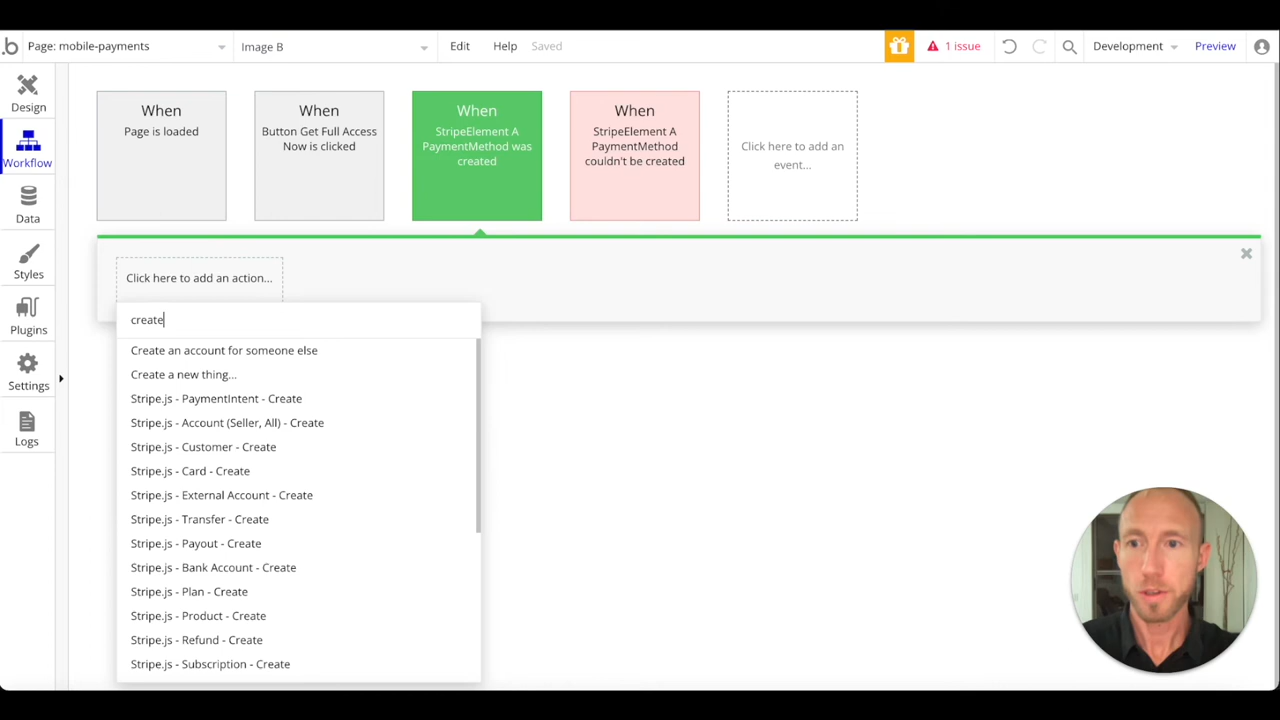 b Page: mobile-payments Image B Edit Help Saved 1 issue Development Preview
Design
Workflow
Data
Styles
Plugins
Settings
Logs
When
Page is loaded
When
Button Get Full Access
Now is clicked
When
StripeElement A
PaymentMethod was
created
When
StripeElement A
PaymentMethod
couldn't be created
Click here to add an
event...
Click here to add an action...
create
Create an account for someone else
Create a new thing...
Stripe.js - PaymentIntent - Create
Stripe.js - Account (Seller, All) - Create
Stripe.js - Customer - Create
Stripe.js - Card - Create
Stripe.js - External Account - Create
Stripe.js - Transfer - Create
Stripe.js - Payout - Create
Stripe.js - Bank Account - Create
Stripe.js - Plan - Create
Stripe.js - Product - Create
Stripe.js - Refund - Create
Stripe.js - Subscription - Create